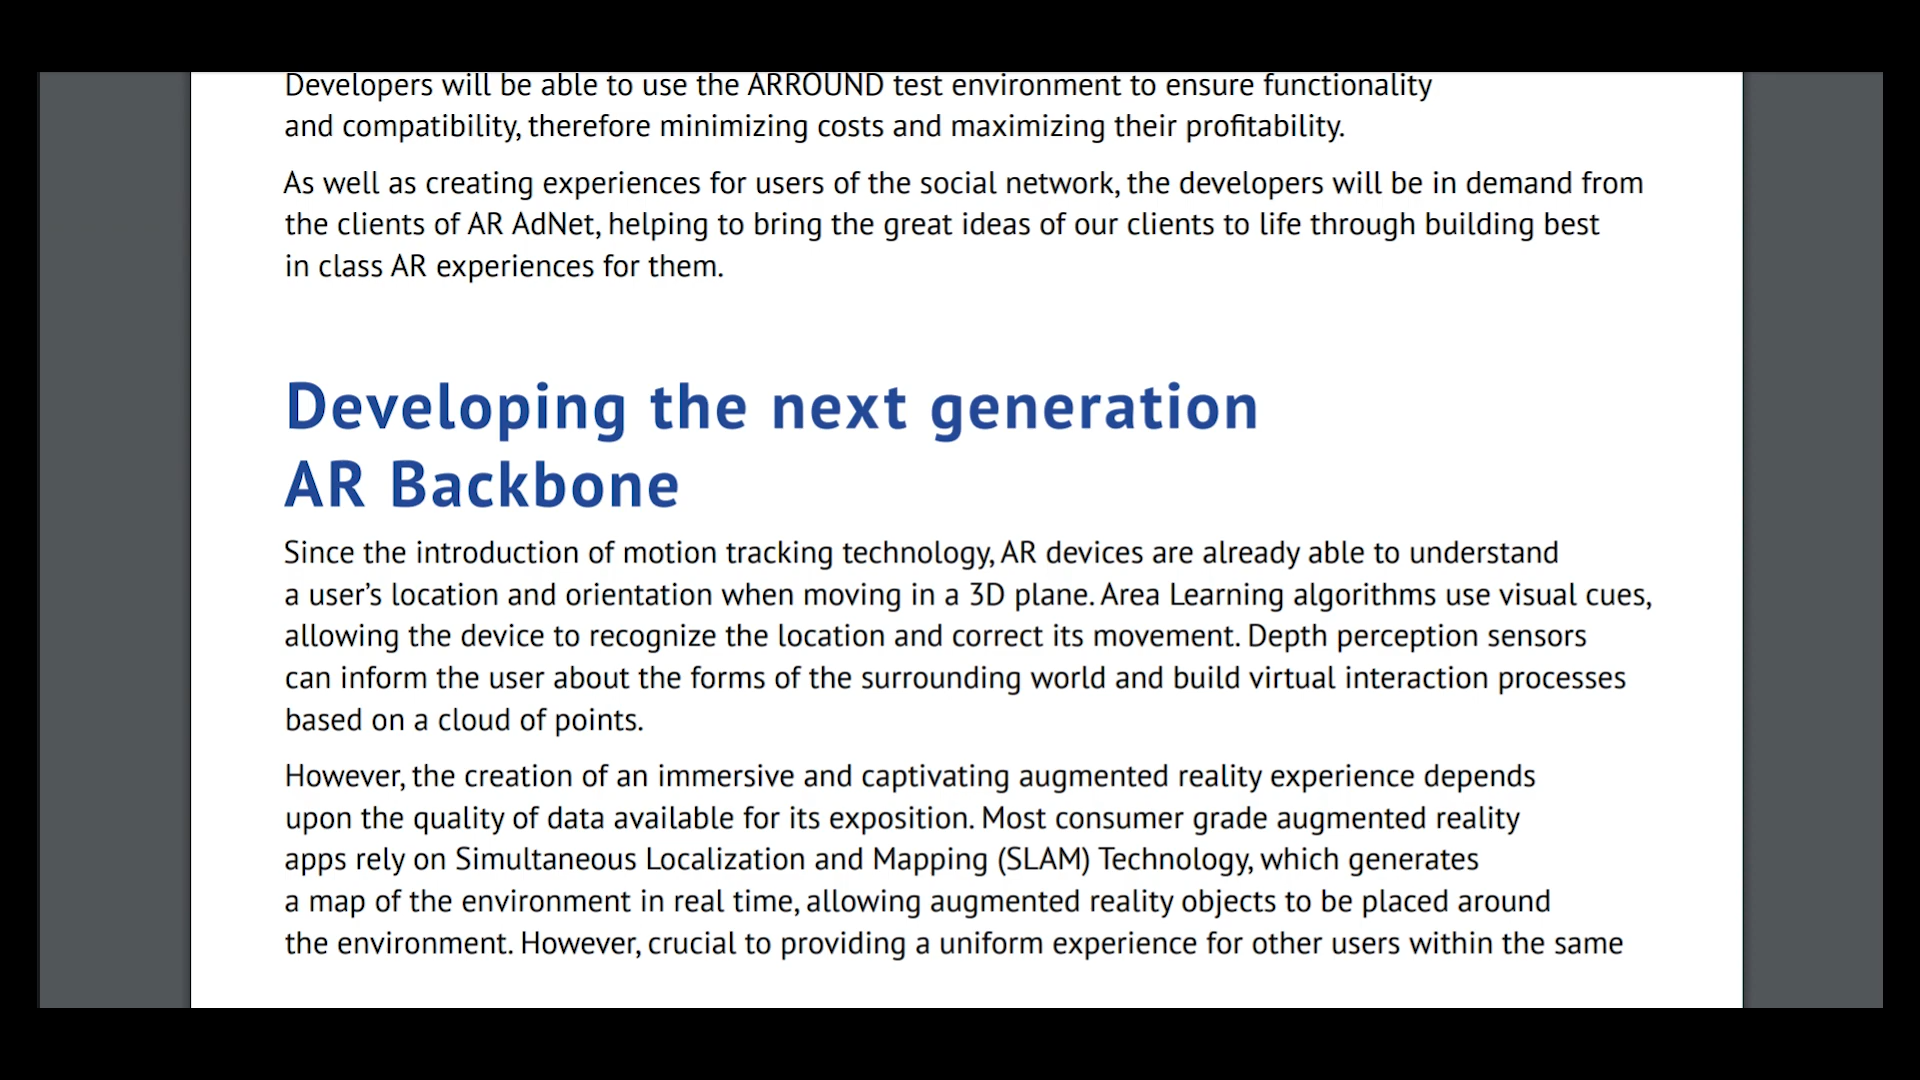 Developers will be able to use the ARROUND test environment to ensure functionality
and compatibility, therefore minimizing costs and maximizing their profitability.
As well as creating experiences for users of the social network, the developers will be in demand from
the clients of AR AdNet, helping to bring the great ideas of our clients to life through building best
in class AR experiences for them.
Developing the next generation
AR Backbone
Since the introduction of motion tracking technology, AR devices are already able to understand
a user’s location and orientation when moving in a 3D plane. Area Learning algorithms use visual cues,
allowing the device to recognize the location and correct its movement. Depth perception sensors
can inform the user about the forms of the surrounding world and build virtual interaction processes
based on a cloud of points.
However, the creation of an immersive and captivating augmented reality experience depends
upon the quality of data available for its exposition. Most consumer grade augmented reality
apps rely on Simultaneous Localization and Mapping (SLAM) Technology, which generates
a map of the environment in real time, allowing augmented reality objects to be placed around
the environment. However, crucial to providing a uniform experience for other users within the same